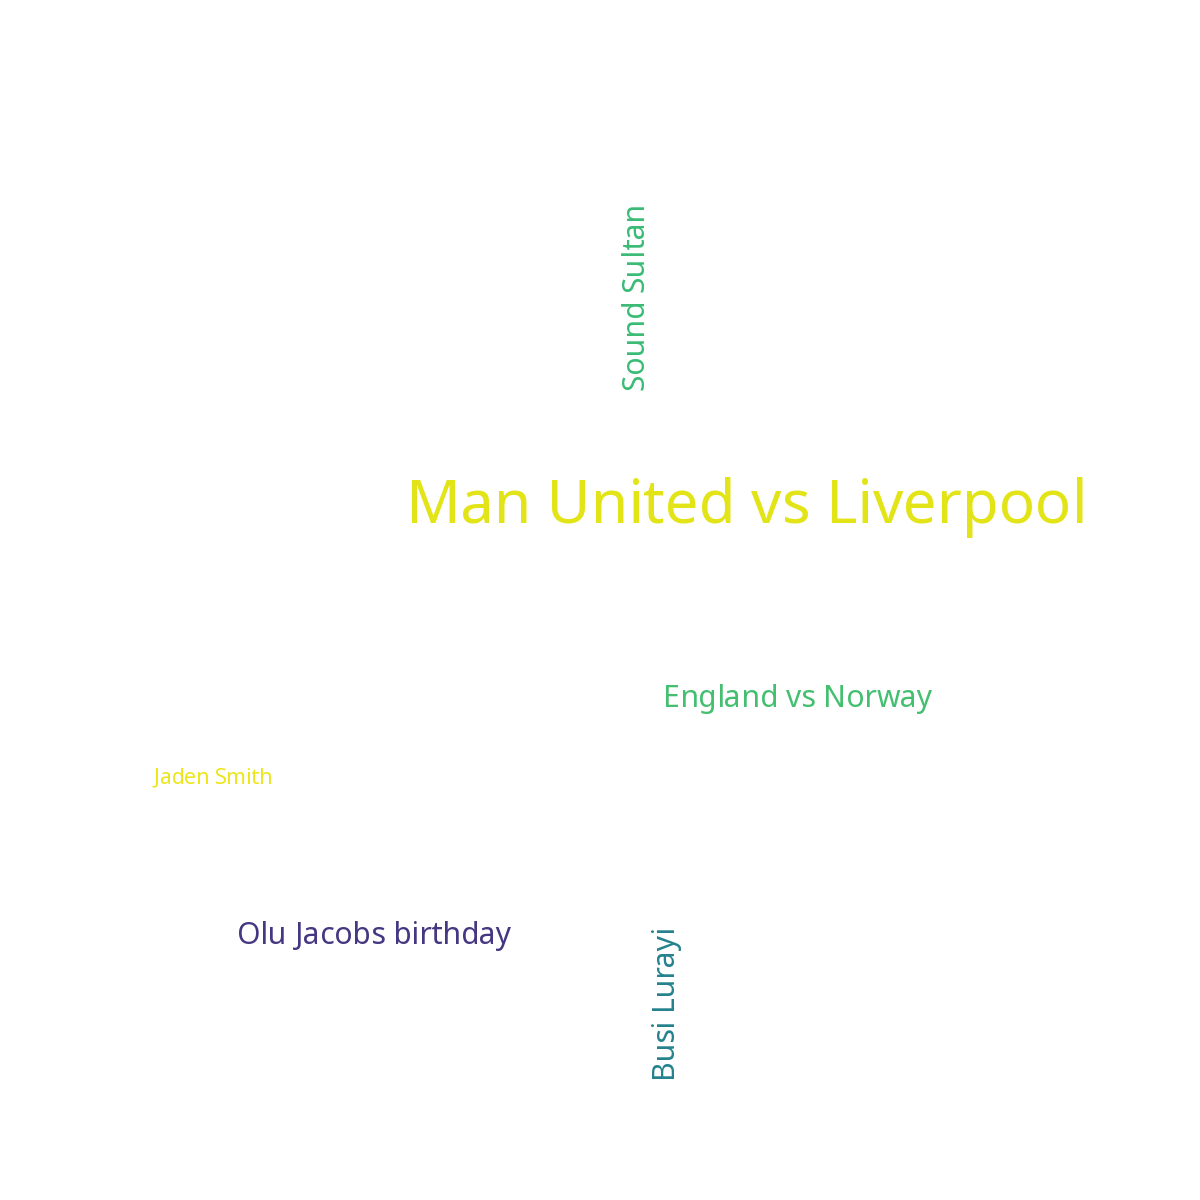 Sound Sultan
Man United vs Liverpool
England vs Norway
Jaden Smith
Olu Jacobs birthday
Busi Lurayi